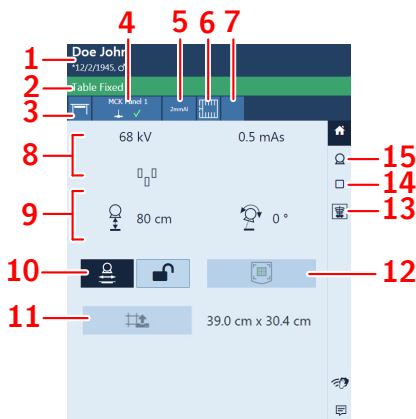 Doe John
*12/2/1945, ♂
Table Fixed
MCK Panel 1
2mmAl
68 kV 0.5 mAs
80 cm 0 °
39.0 cm x 30.4 cm
1
2
3
4
5
6
7
8
9
10
11
12
13
14
15